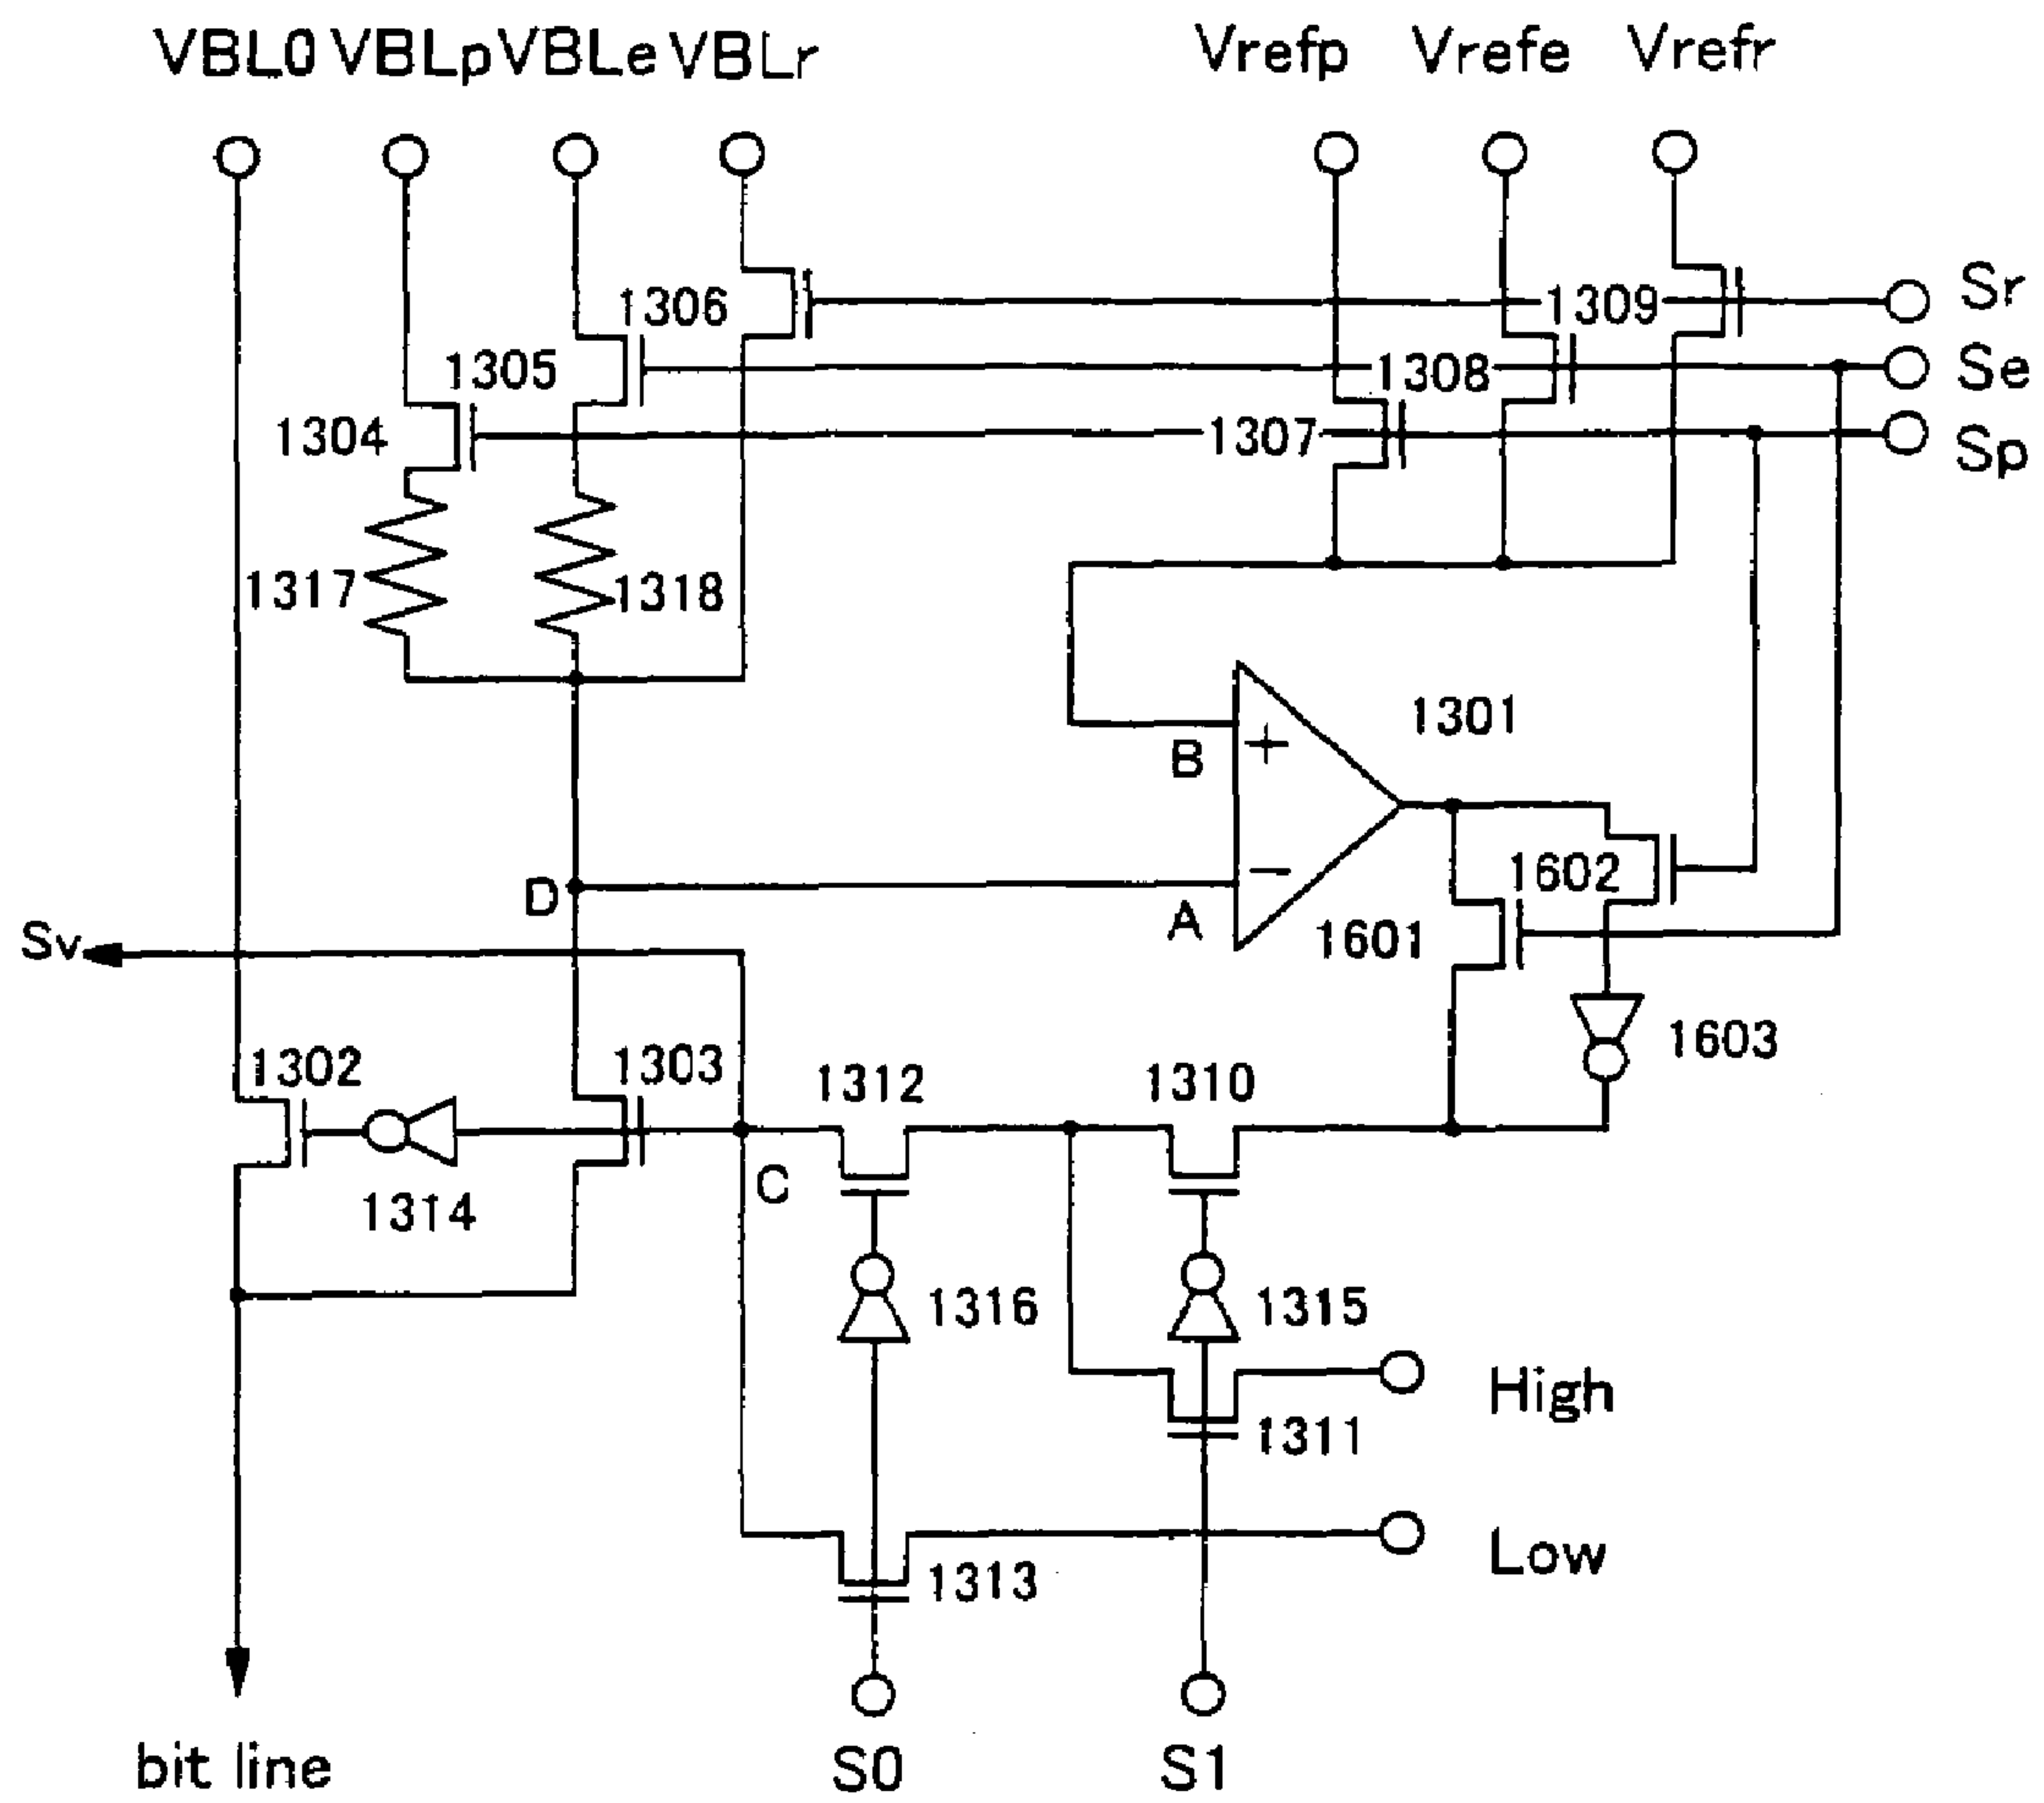 VBL0 VBLp VBLe VBLr Vrefp Vrefe Vrefr
1306 1309 Sr
1305 1308 Se
1304 1307 Sp
1317 1318
1301
B +
1602
D A −
1601
Sv
1603
1302 1303 1312 1310
C
1314
1316 1315
High
1311
Low
1313
bit line S0 S1